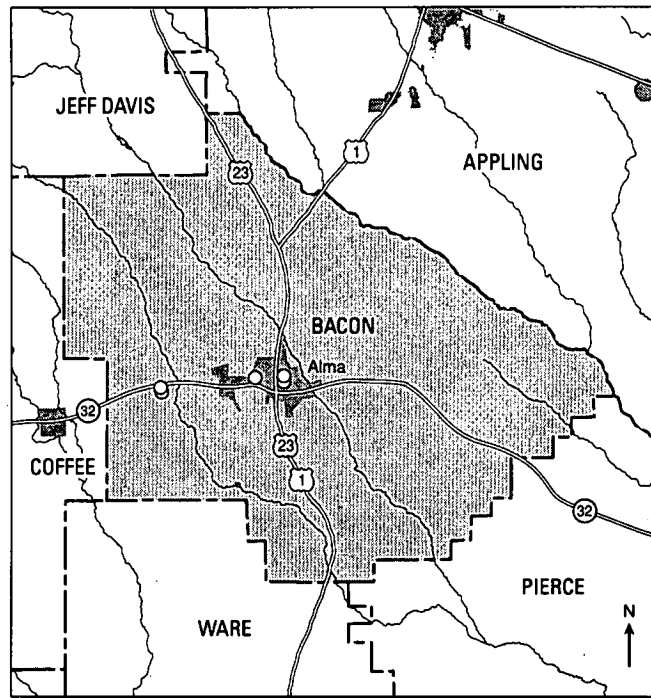 JEFF DAVIS
1
APPLING
23
BACON
Alma
32
COFFEE
23
1
32
PIERCE
WARE
N